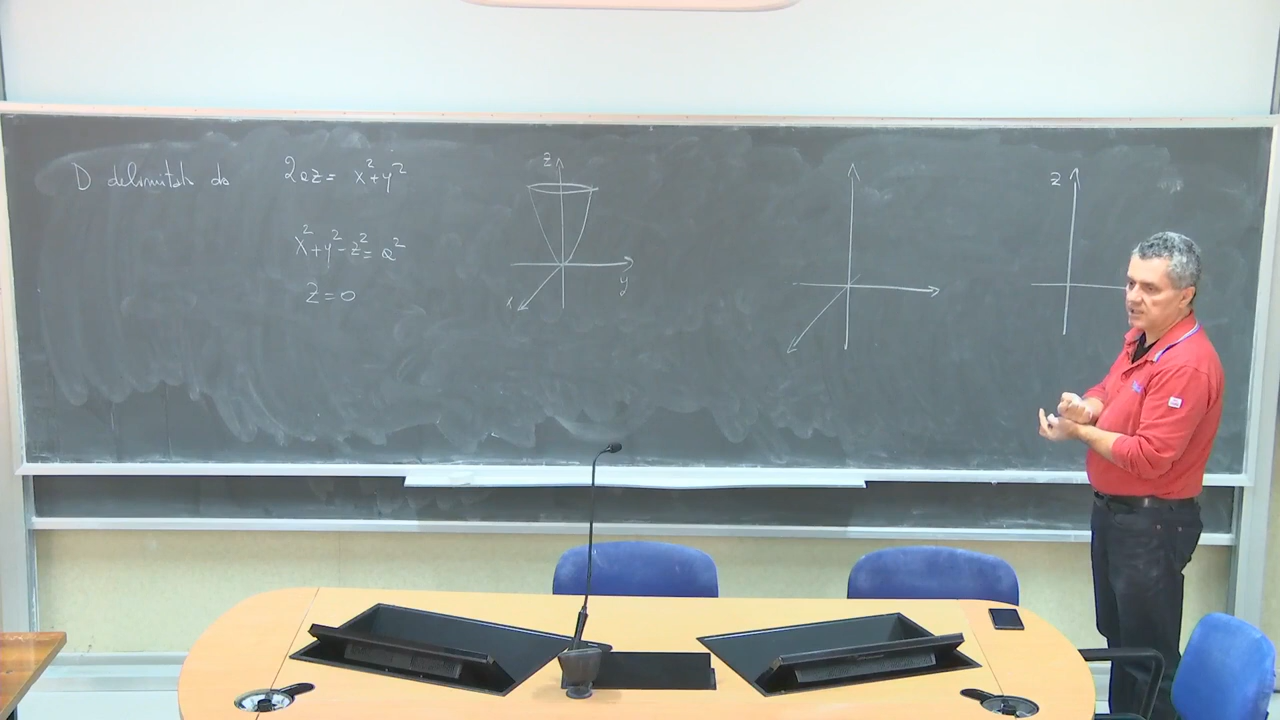 D delimitato da 2az = x²+y²
x²+y²-z² = a²
z=0
z
y
x
z